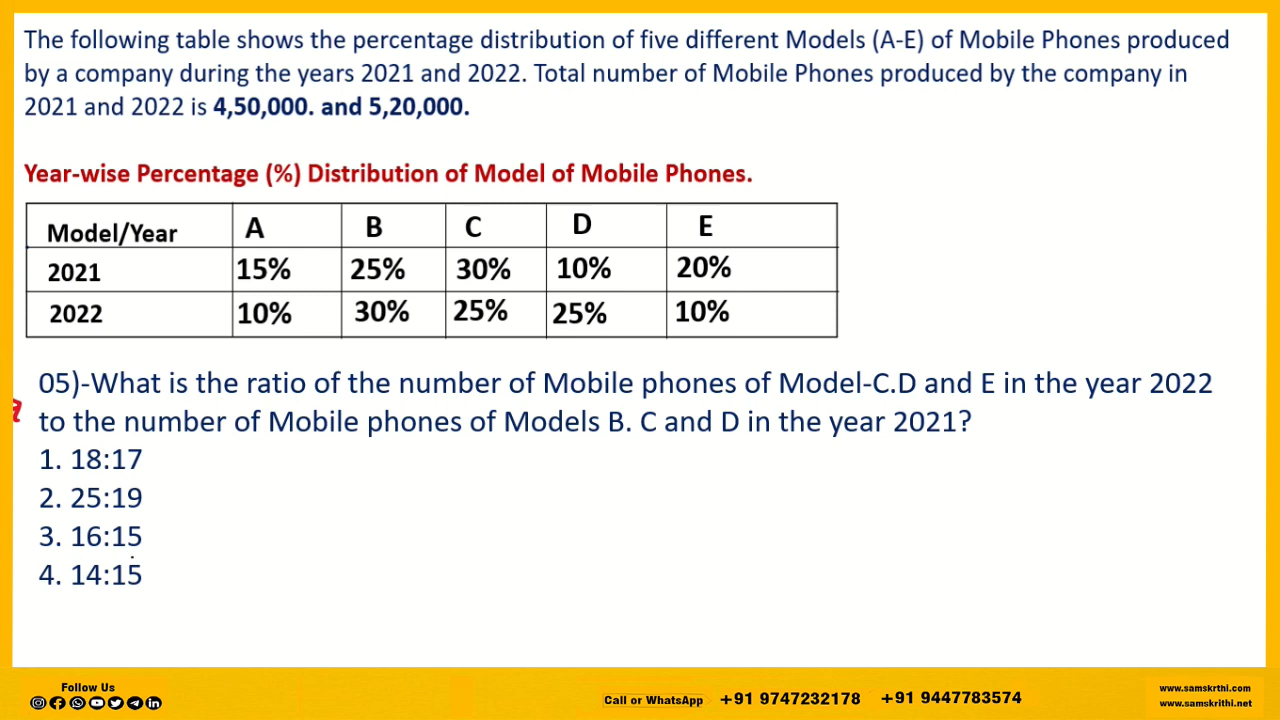 The following table shows the percentage distribution of five different Models (A-E) of Mobile Phones produced
by a company during the years 2021 and 2022. Total number of Mobile Phones produced by the company in
2021 and 2022 is 4,50,000. and 5,20,000.
Year-wise Percentage (%) Distribution of Model of Mobile Phones.
Model/Year A B C D E
2021 15% 25% 30% 10% 20%
2022 10% 30% 25% 25% 10%
05)-What is the ratio of the number of Mobile phones of Model-C.D and E in the year 2022
to the number of Mobile phones of Models B. C and D in the year 2021?
1. 18:17
2. 25:19
3. 16:15
4. 14:15
Follow Us
Call or WhatsApp +91 9747232178 +91 9447783574
www.samskrthi.com
www.samskrithi.net